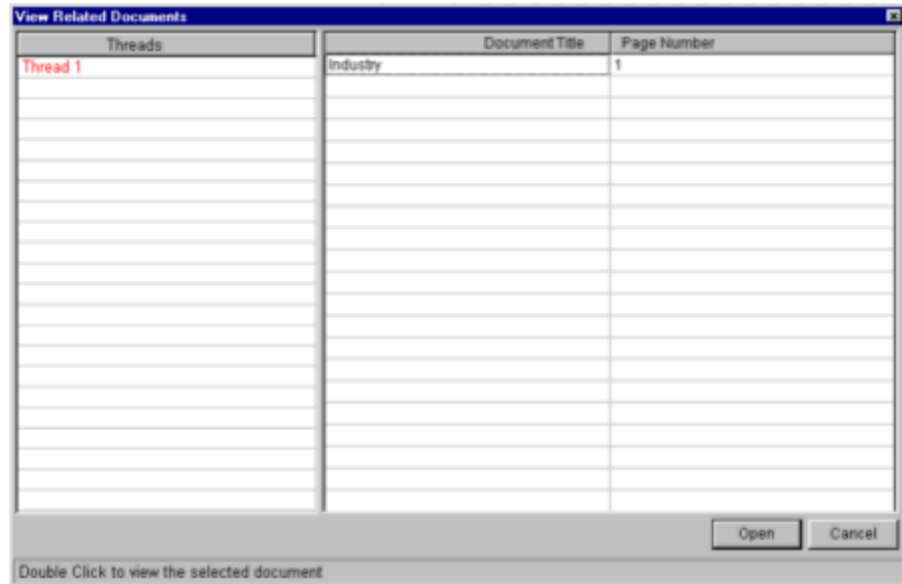 View Related Documents
Threads Document Title Page Number
Thread 1 Industry 1
Open Cancel
Double Click to view the selected document